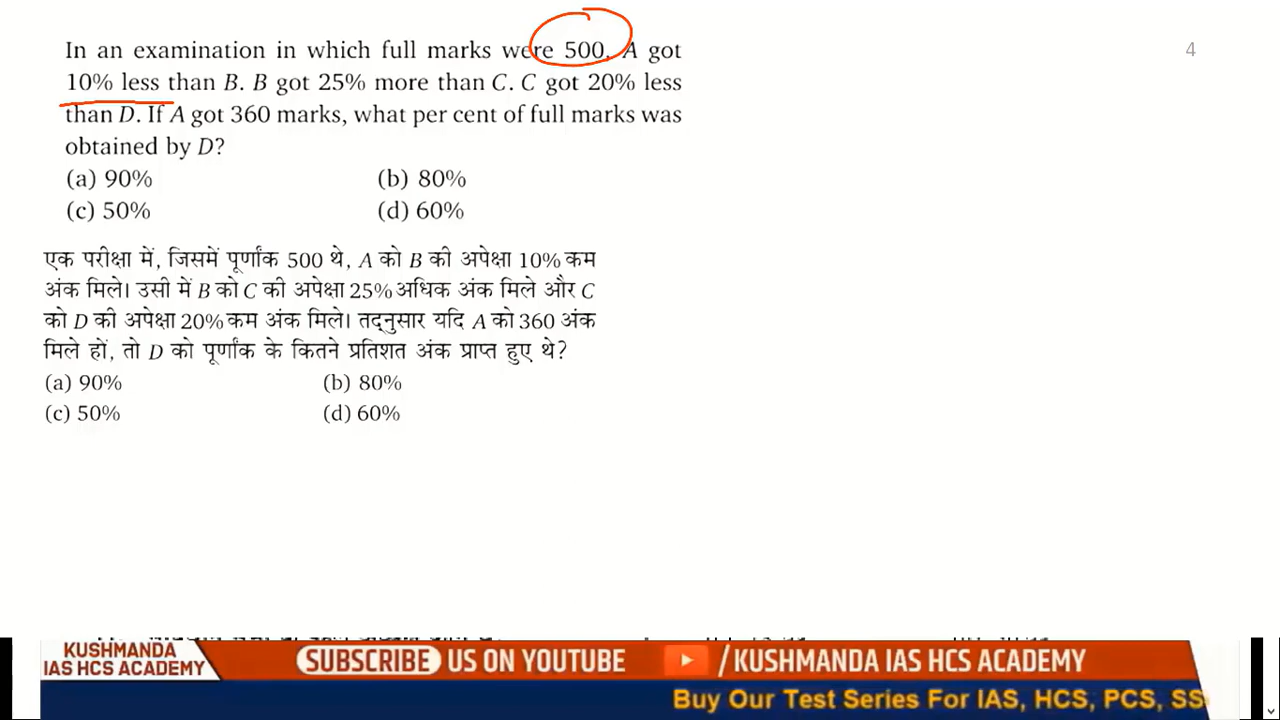 In an examination in which full marks were 500, A got
10% less than B. B got 25% more than C. C got 20% less
than D. If A got 360 marks, what per cent of full marks was
obtained by D?
(a) 90% (b) 80%
(c) 50% (d) 60%
4
एक परीक्षा में, जिसमें पूर्णांक 500 थे, A को B की अपेक्षा 10% कम
अंक मिले। उसी में B को C की अपेक्षा 25% अधिक अंक मिले और C
को D की अपेक्षा 20% कम अंक मिले। तद्नुसार यदि A को 360 अंक
मिले हों, तो D को पूर्णांक के कितने प्रतिशत अंक प्राप्त हुए थे?
(a) 90% (b) 80%
(c) 50% (d) 60%
KUSHMANDA
IAS HCS ACADEMY
SUBSCRIBE US ON YOUTUBE /KUSHMANDA IAS HCS ACADEMY
Buy Our Test Series For IAS, HCS, PCS, SS